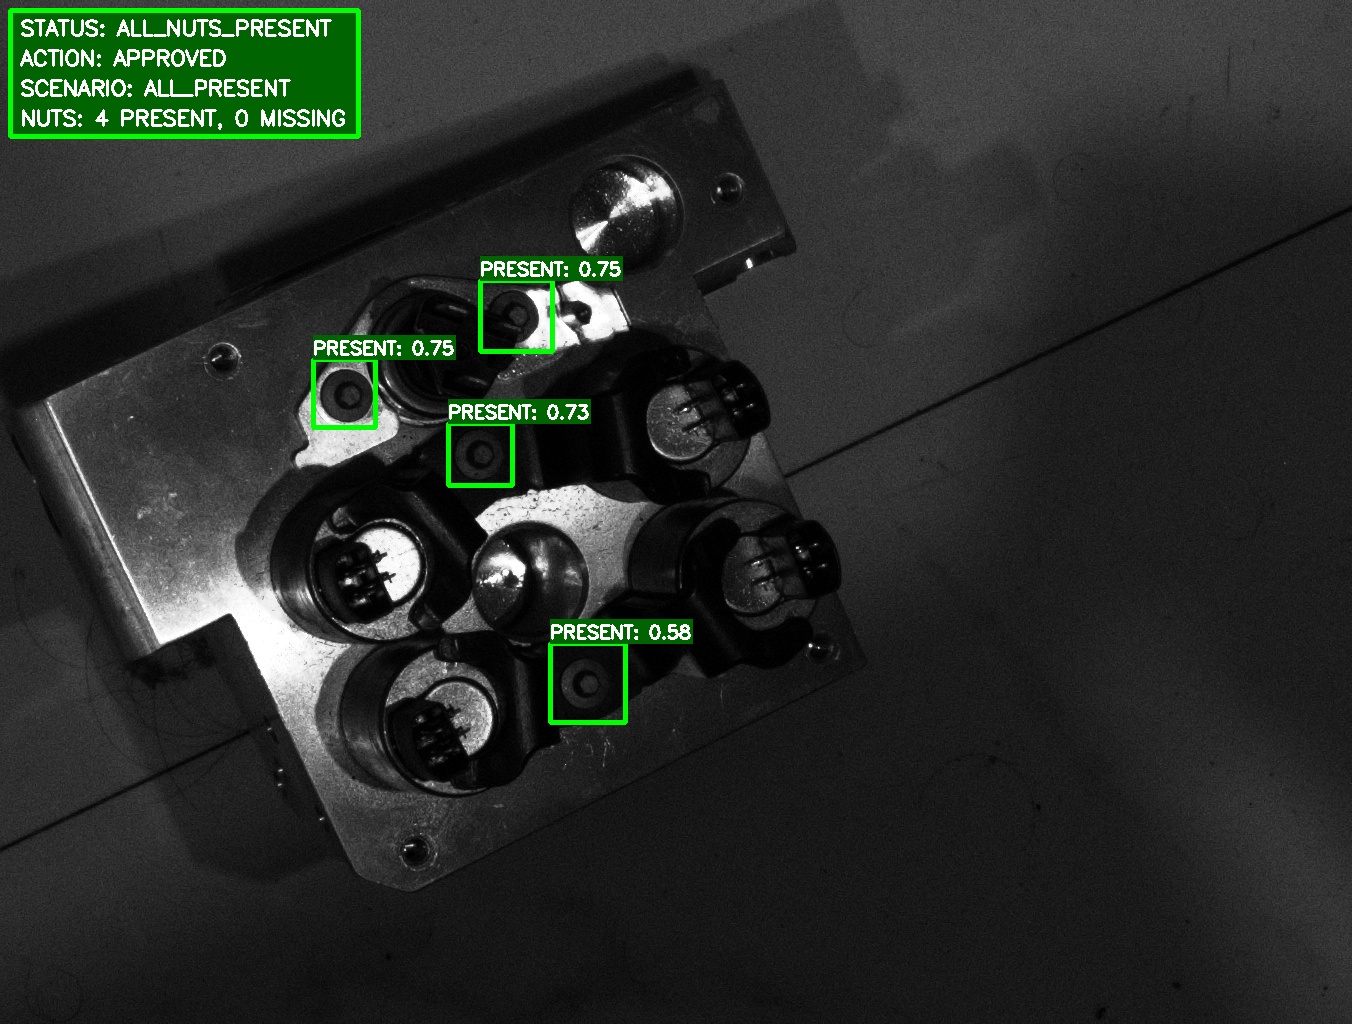 STATUS: ALL_NUTS_PRESENT
ACTION: APPROVED
SCENARIO: ALL_PRESENT
NUTS: 4 PRESENT, 0 MISSING
PRESENT: 0.75
PRESENT: 0.75
PRESENT: 0.73
PRESENT: 0.58